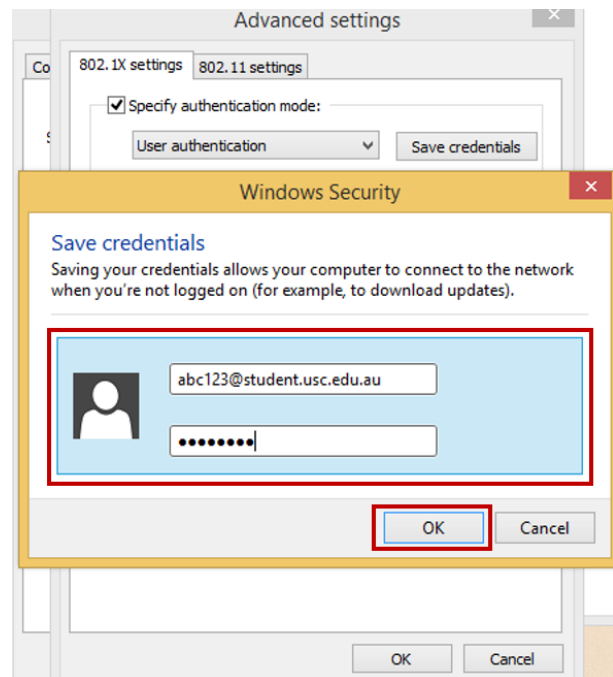 Advanced settings
Co
802.1X settings
802.11 settings
Specify authentication mode:
User authentication
Save credentials
Windows Security
Save credentials
Saving your credentials allows your computer to connect to the network
when you're not logged on (for example, to download updates).
abc123@student.usc.edu.au
●●●●●●●●
OK
Cancel
OK
Cancel